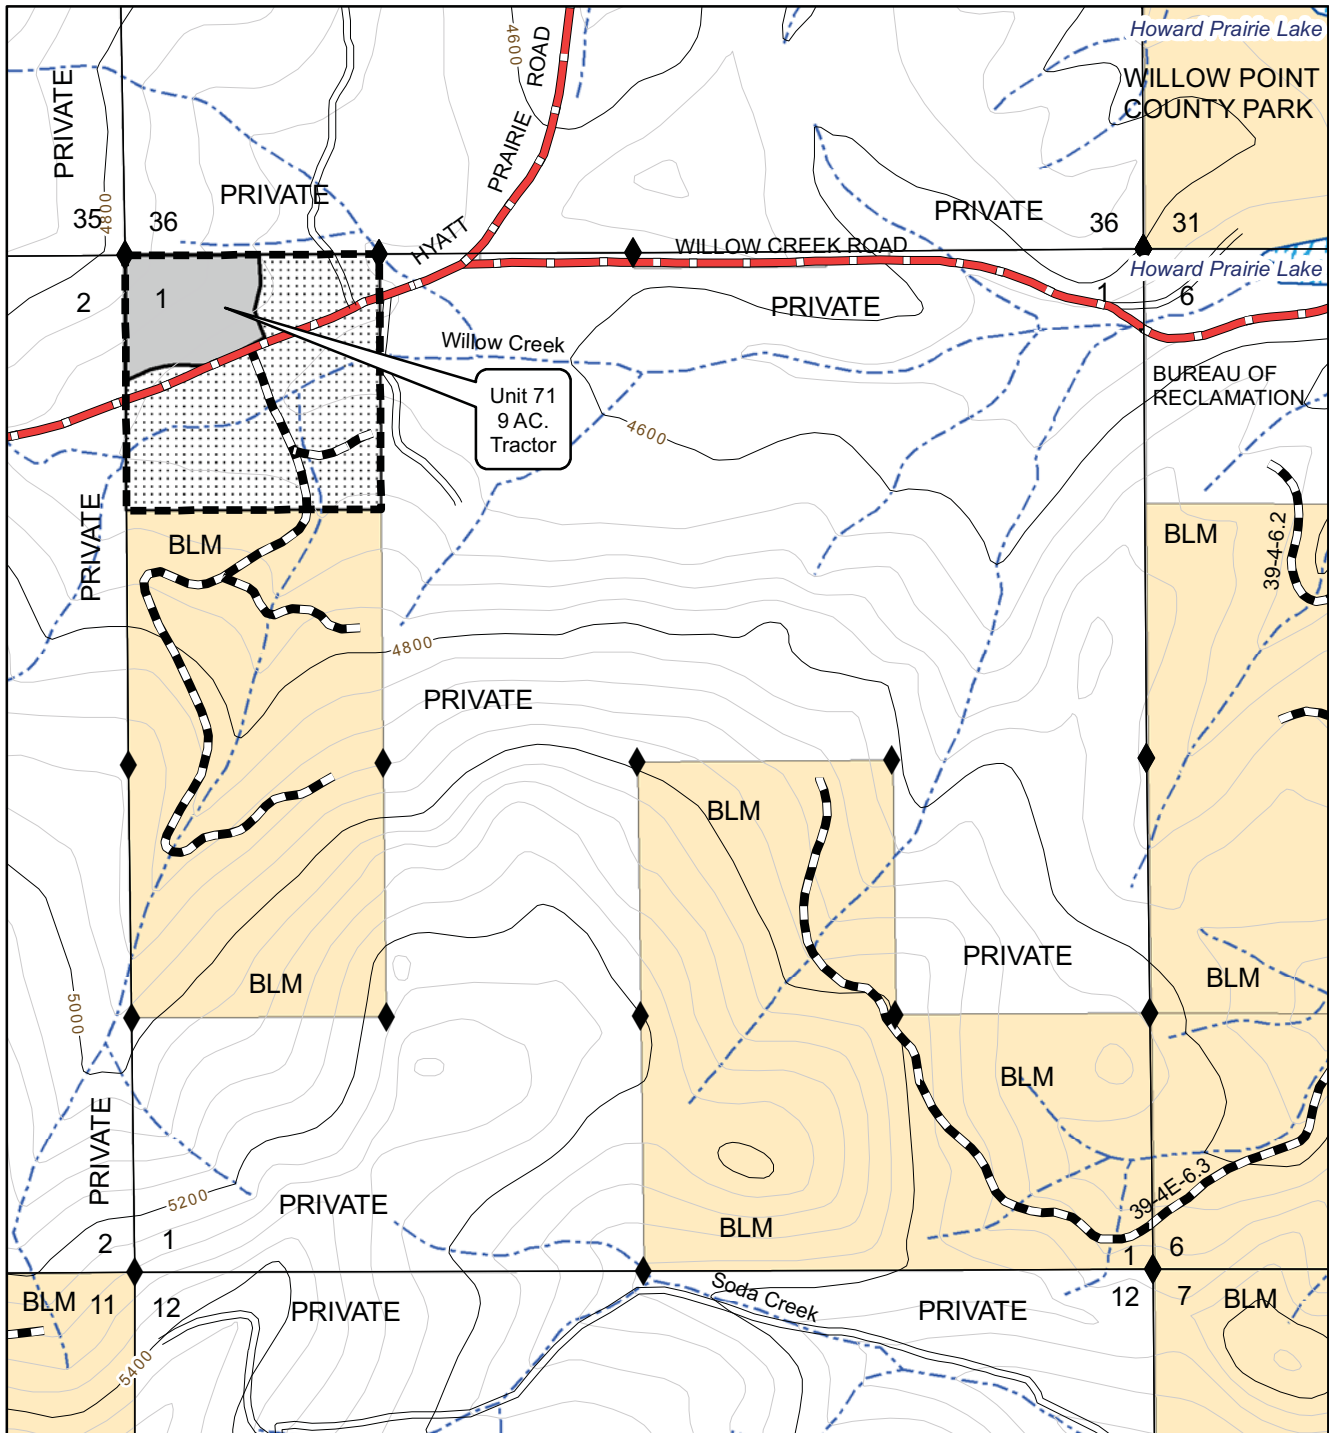 Howard Prairie Lake
WILLOW POINT
COUNTY PARK
PRIVATE
4600
HYATT PRAIRIE ROAD
PRIVATE
4800
35
36
PRIVATE
36
31
WILLOW CREEK ROAD
Howard Prairie Lake
2
1
PRIVATE
1
6
Willow Creek
Unit 71
9 AC.
Tractor
BUREAU OF
RECLAMATION
4600
PRIVATE
BLM
BLM
39-4-6.2
4800
PRIVATE
BLM
PRIVATE
BLM
BLM
5000
BLM
PRIVATE
5200
PRIVATE
BLM
39-4E-6.3
2
1
1
6
BLM
11
12
PRIVATE
Soda Creek
PRIVATE
12
7
BLM
5400